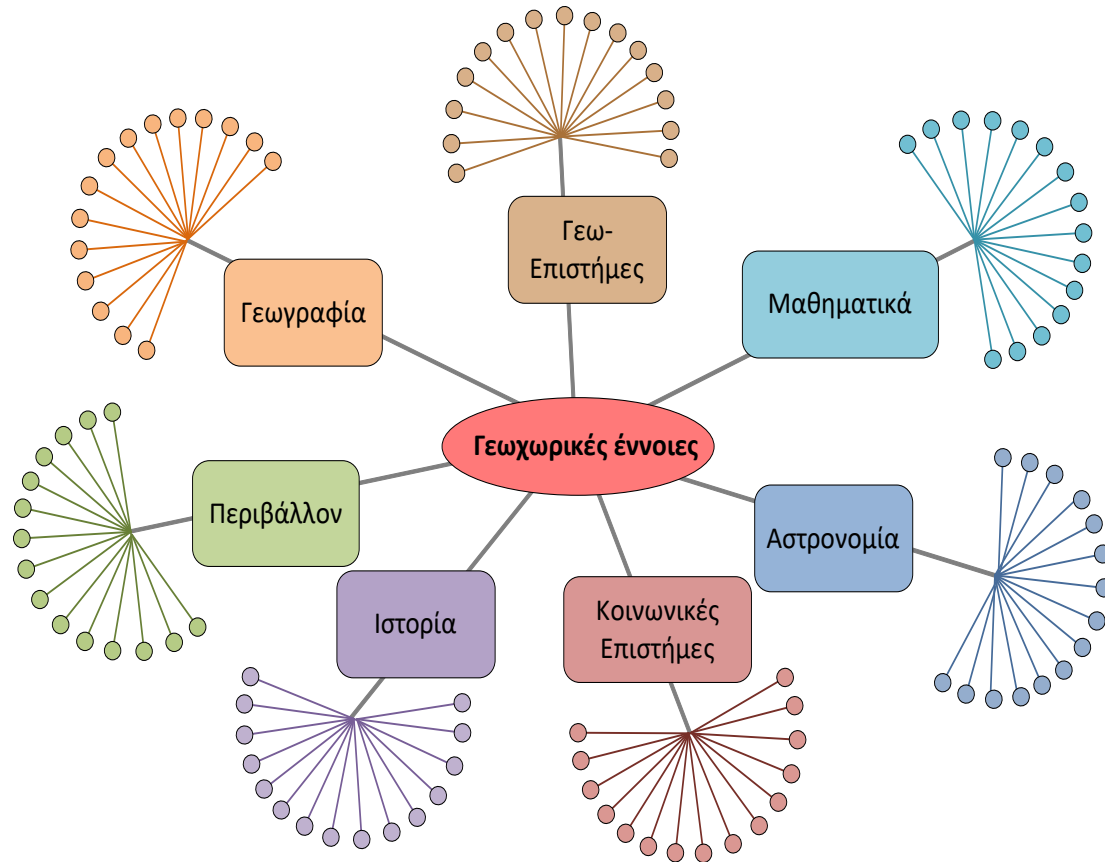 Γεω-
Επιστήμες
Γεωγραφία
Μαθηματικά
Γεωχωρικές έννοιες
Περιβάλλον
Αστρονομία
Ιστορία
Κοινωνικές
Επιστήμες